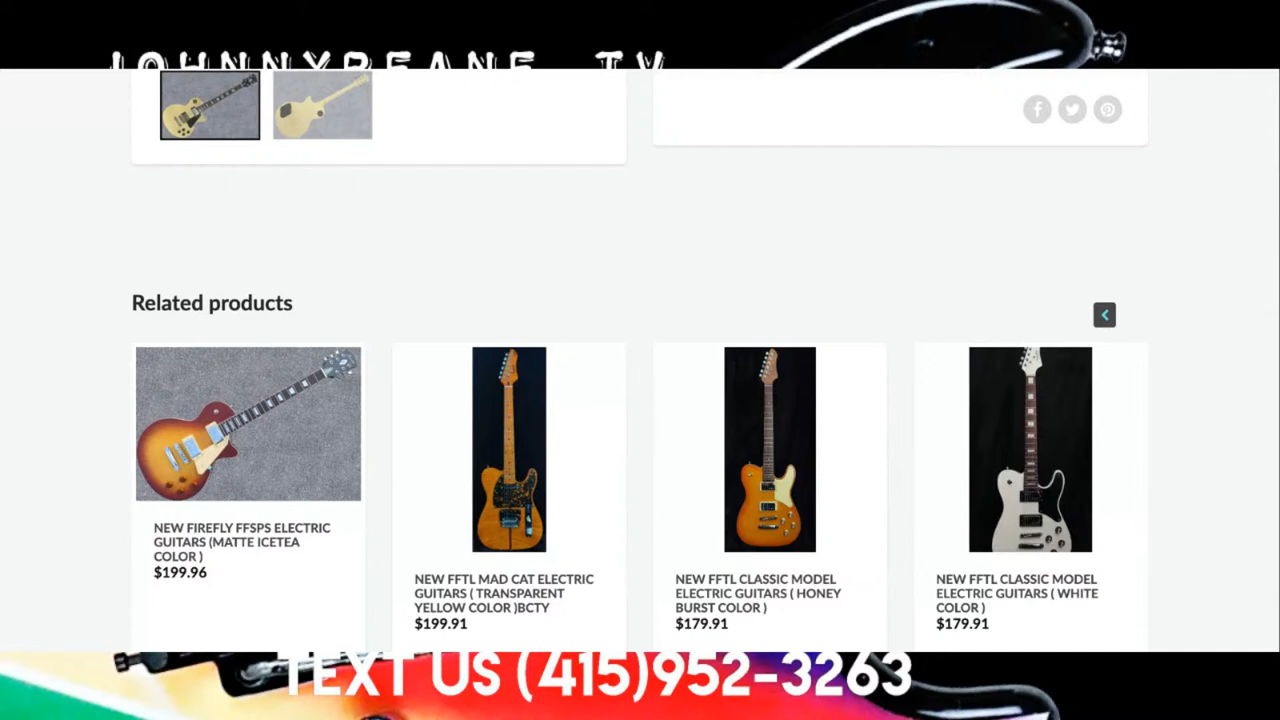 JOHNNYBEANE TV
Related products
NEW FIREFLY FFSPS ELECTRIC
GUITARS (MATTE ICETEA
COLOR )
$199.96
NEW FFTL MAD CAT ELECTRIC
GUITARS ( TRANSPARENT
YELLOW COLOR )BCTY
$199.91
NEW FFTL CLASSIC MODEL
ELECTRIC GUITARS ( HONEY
BURST COLOR )
$179.91
NEW FFTL CLASSIC MODEL
ELECTRIC GUITARS ( WHITE
COLOR )
$179.91
TEXT US (415)952-3263